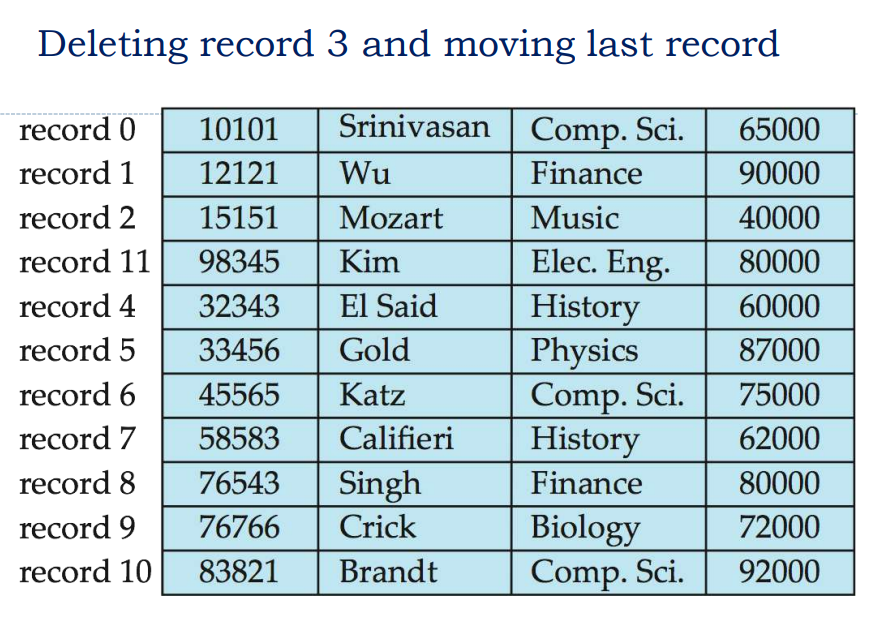 Deleting record 3 and moving last record
record 0 10101 Srinivasan Comp. Sci. 65000
record 1 12121 Wu Finance 90000
record 2 15151 Mozart Music 40000
record 11 98345 Kim Elec. Eng. 80000
record 4 32343 El Said History 60000
record 5 33456 Gold Physics 87000
record 6 45565 Katz Comp. Sci. 75000
record 7 58583 Califieri History 62000
record 8 76543 Singh Finance 80000
record 9 76766 Crick Biology 72000
record 10 83821 Brandt Comp. Sci. 92000